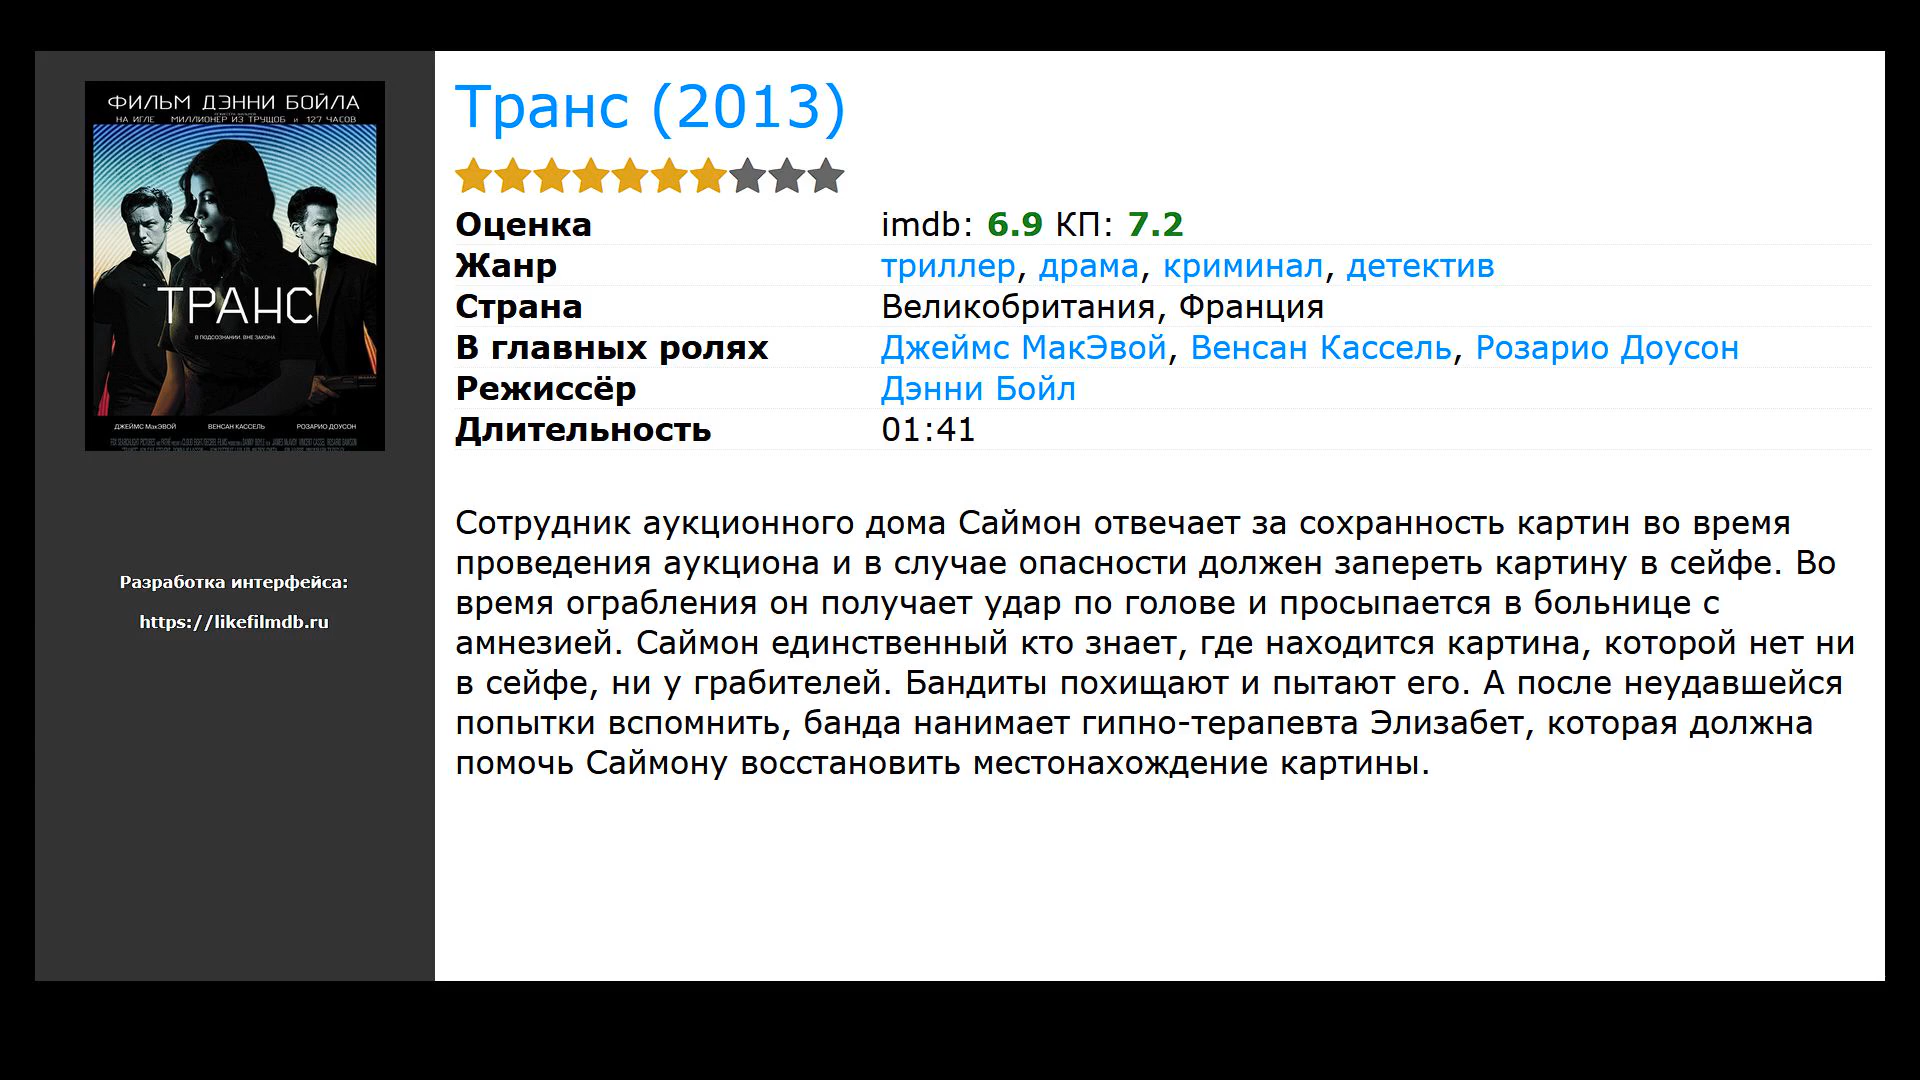 ФИЛЬМ ДЭННИ БОЙЛА
НА ИГЛЕ МИЛЛИОНЕР ИЗ ТРУЩОБ и 127 ЧАСОВ
ТРАНС
В ПОДСОЗНАНИИ. ВНЕ ЗАКОНА
ДЖЕЙМС МакЭВОЙ ВЕНСАН КАССЕЛЬ РОЗАРИО ДОУСОН
Разработка интерфейса:
https://likefilmdb.ru
Транс (2013)
Оценка imdb: 6.9 КП: 7.2
Жанр триллер, драма, криминал, детектив
Страна Великобритания, Франция
В главных ролях Джеймс МакЭвой, Венсан Кассель, Розарио Доусон
Режиссёр Дэнни Бойл
Длительность 01:41
Сотрудник аукционного дома Саймон отвечает за сохранность картин во время
проведения аукциона и в случае опасности должен запереть картину в сейфе. Во
время ограбления он получает удар по голове и просыпается в больнице с
амнезией. Саймон единственный кто знает, где находится картина, которой нет ни
в сейфе, ни у грабителей. Бандиты похищают и пытают его. А после неудавшейся
попытки вспомнить, банда нанимает гипно-терапевта Элизабет, которая должна
помочь Саймону восстановить местонахождение картины.